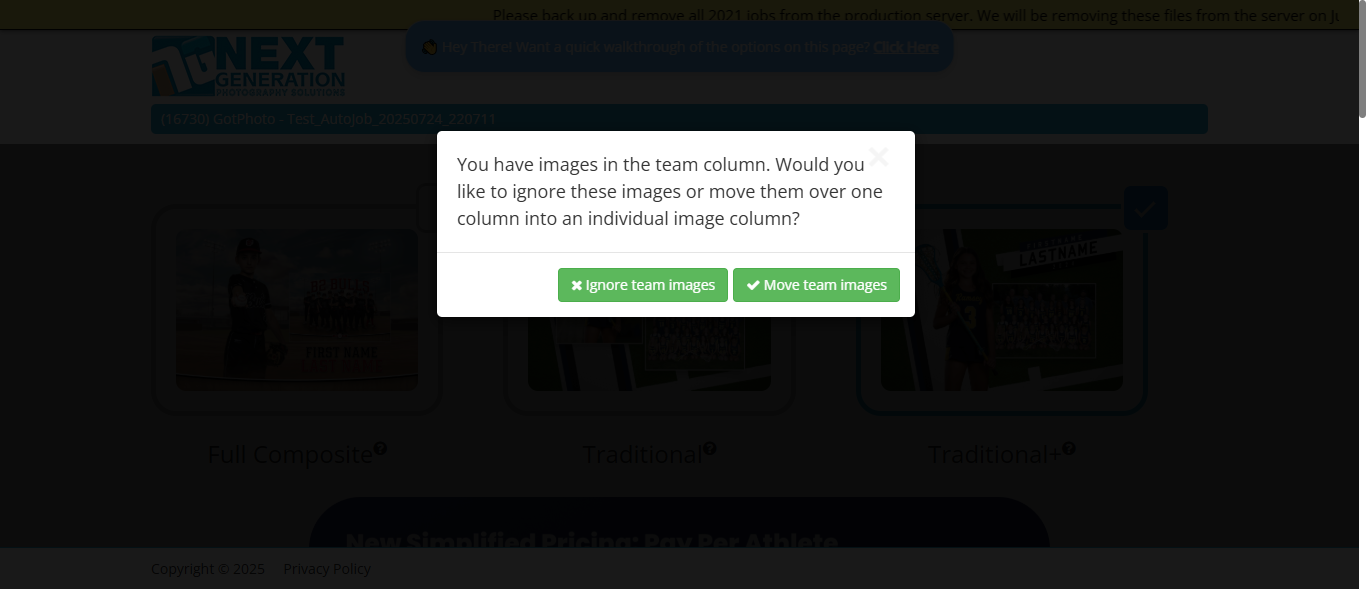 Please back up and remove all 2021 jobs from the production server. We will be removing these files from the server on Ju
Hey There! Want a quick walkthrough of the options on this page? Click Here
NEXT
GENERATION
PHOTOGRAPHY SOLUTIONS
(16730) GotPhoto - Test_AutoJob_20250724_220711
You have images in the team column. Would you
like to ignore these images or move them over one
column into an individual image column?
Ignore team images
Move team images
FIRST NAME
LAST NAME
LASTNAME
Full Composite
Traditional
Traditional+
New Simplified Pricing: Pay Per Athlete
Copyright © 2025 Privacy Policy